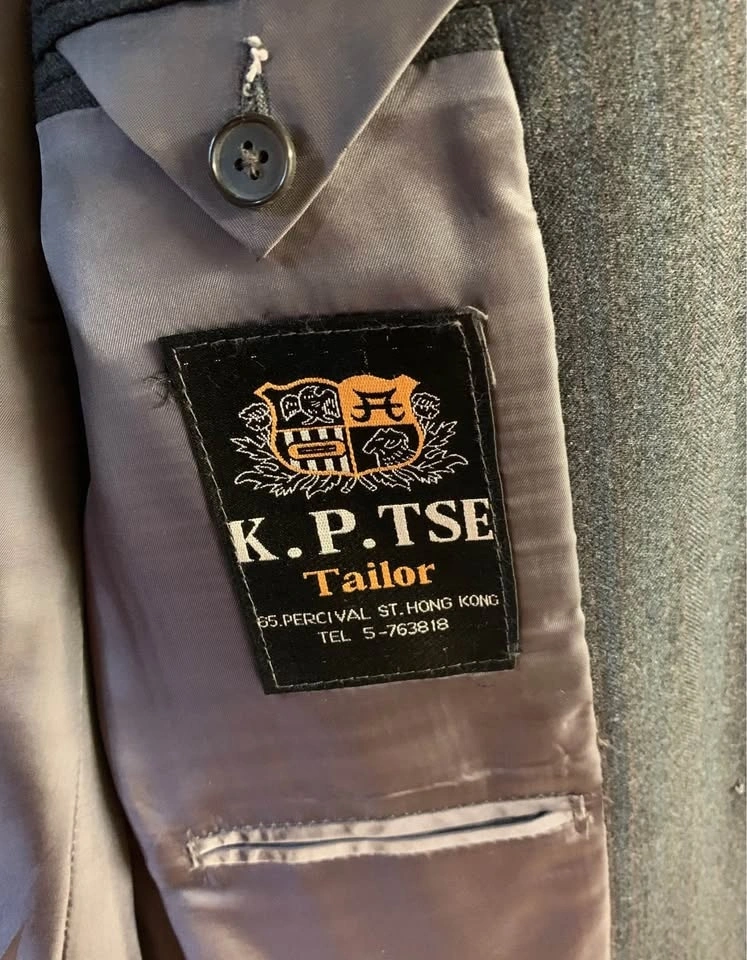 K.P.TSE
Tailor
65.PERCIVAL ST.HONG KONG
TEL 5-763818